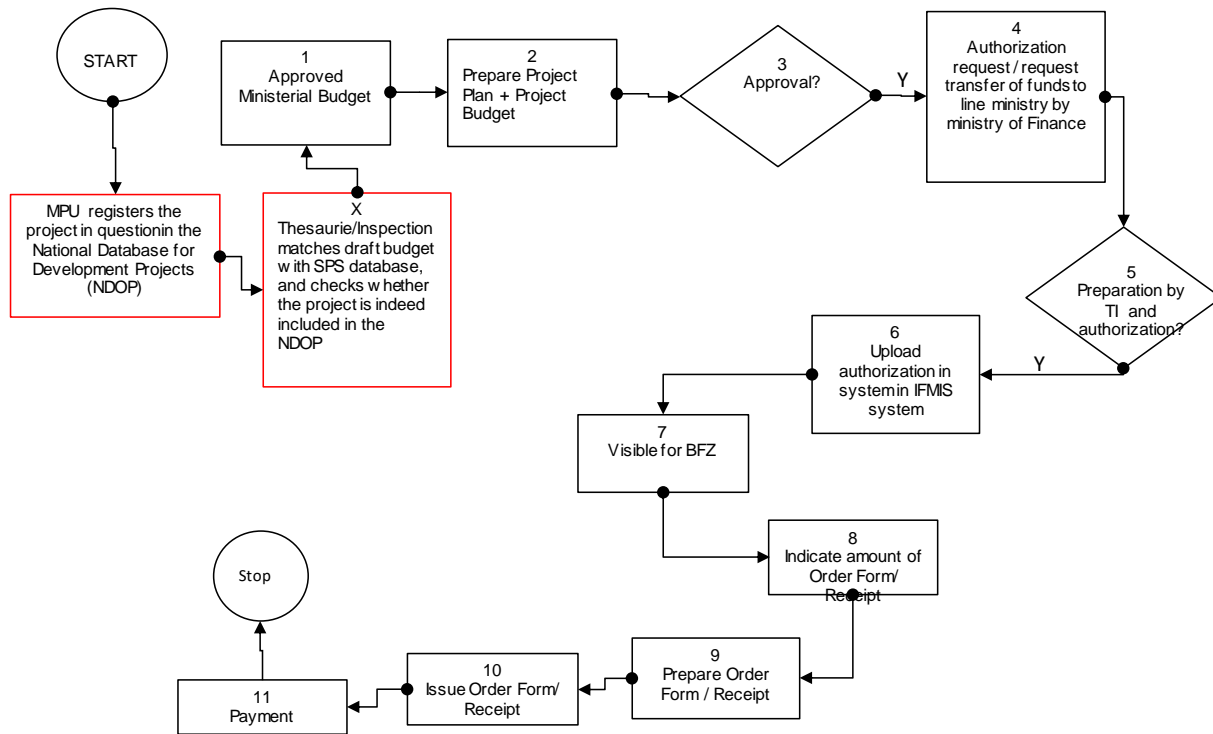 START
MPU registers the
project in questionin the
National Database for
Development Projects
(NDOP)
X
Thesaurie/Inspection
matches draft budget
with SPS database,
and checks whether
the project is indeed
included in the
NDOP
1
Approved
Ministerial Budget
2
Prepare Project
Plan + Project
Budget
3
Approval?
Y
4
Authorization
request / request
transfer of funds to
line ministry by
ministry of Finance
5
Preparation by
TI and
authorization?
Y
6
Upload
authorization in
system in IFMIS
system
7
Visible for BFZ
8
Indicate amount of
Order Form/
Receipt
9
Prepare Order
Form / Receipt
10
Issue Order Form/
Receipt
11
Payment
Stop